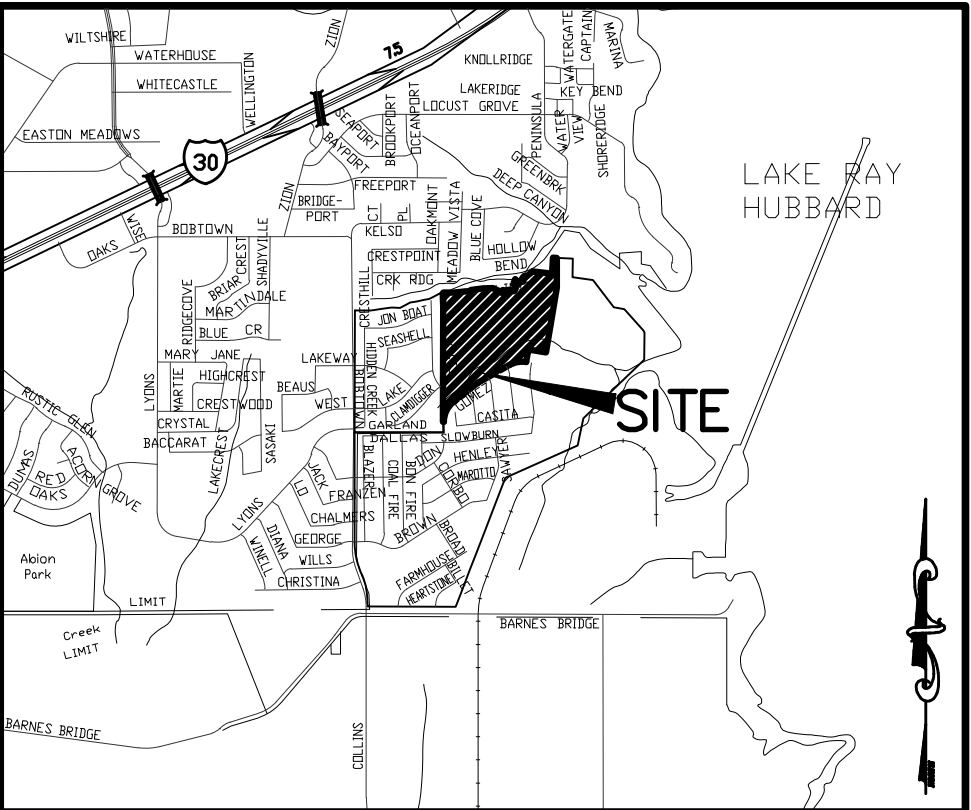 WILTSHIRE
WATERHOUSE
WHITECASTLE
WELLINGTON
EASTON MEADOWS
ZION
75
30
KNOLLRIDGE
LAKERIDGE
LOCUST GROVE
WATERGATE
CAPTAIN
MARINA
KEY BEND
PENINSULA
WATER
VIEW
SHORERIDGE
SEAPORT
BAYPORT
BROOKPORT
OCEANPORT
GREENBRK
DEEP CANYON
FREEPORT
ZION
BRIDGE-
PORT
LAKE RAY
HUBBARD
WISE
OAKS
BOBTOWN
CT
PL
KELSO
OAKMONT
MEADOW VISTA
BLUE COVE
HOLLOW
BEND
CRESTPOINT
CRK RDG
CRESTHILL
SHADYVILLE
BRIARCREST
MARTINDALE
RIDGECOVE
BLUE CR
JON BOAT
SEASHELL
MARY JANE
LAKEWAY
HIGHCREST
MARTIE
CRESTWOOD
LYONS
BEAUS
WEST
BOBTOWN
HIDDEN CREEK
LAKE
CLAMDIGGER
GOMEZ
CASITA
SITE
CRYSTAL
BACCARAT
LAKECREST
SASAKI
GARLAND
DALLAS
SLOWBURN
RUSTIC GLEN
DUMAS
RED
OAKS
ACORN GROVE
BLAZER
COAL FIRE
BON FIRE
DON
CORBO
HENLEY
MAROTTO
SAWYER
JACK
LO
FRANZEN
CHALMERS
LYONS
GEORGE
DIANA
WINELL
WILLS
CHRISTINA
BROWN
BROAD
BILLET
FARMHOUSE
HEARTSTONE
Abion
Park
LIMIT
Creek
LIMIT
BARNES BRIDGE
BARNES BRIDGE
COLLINS